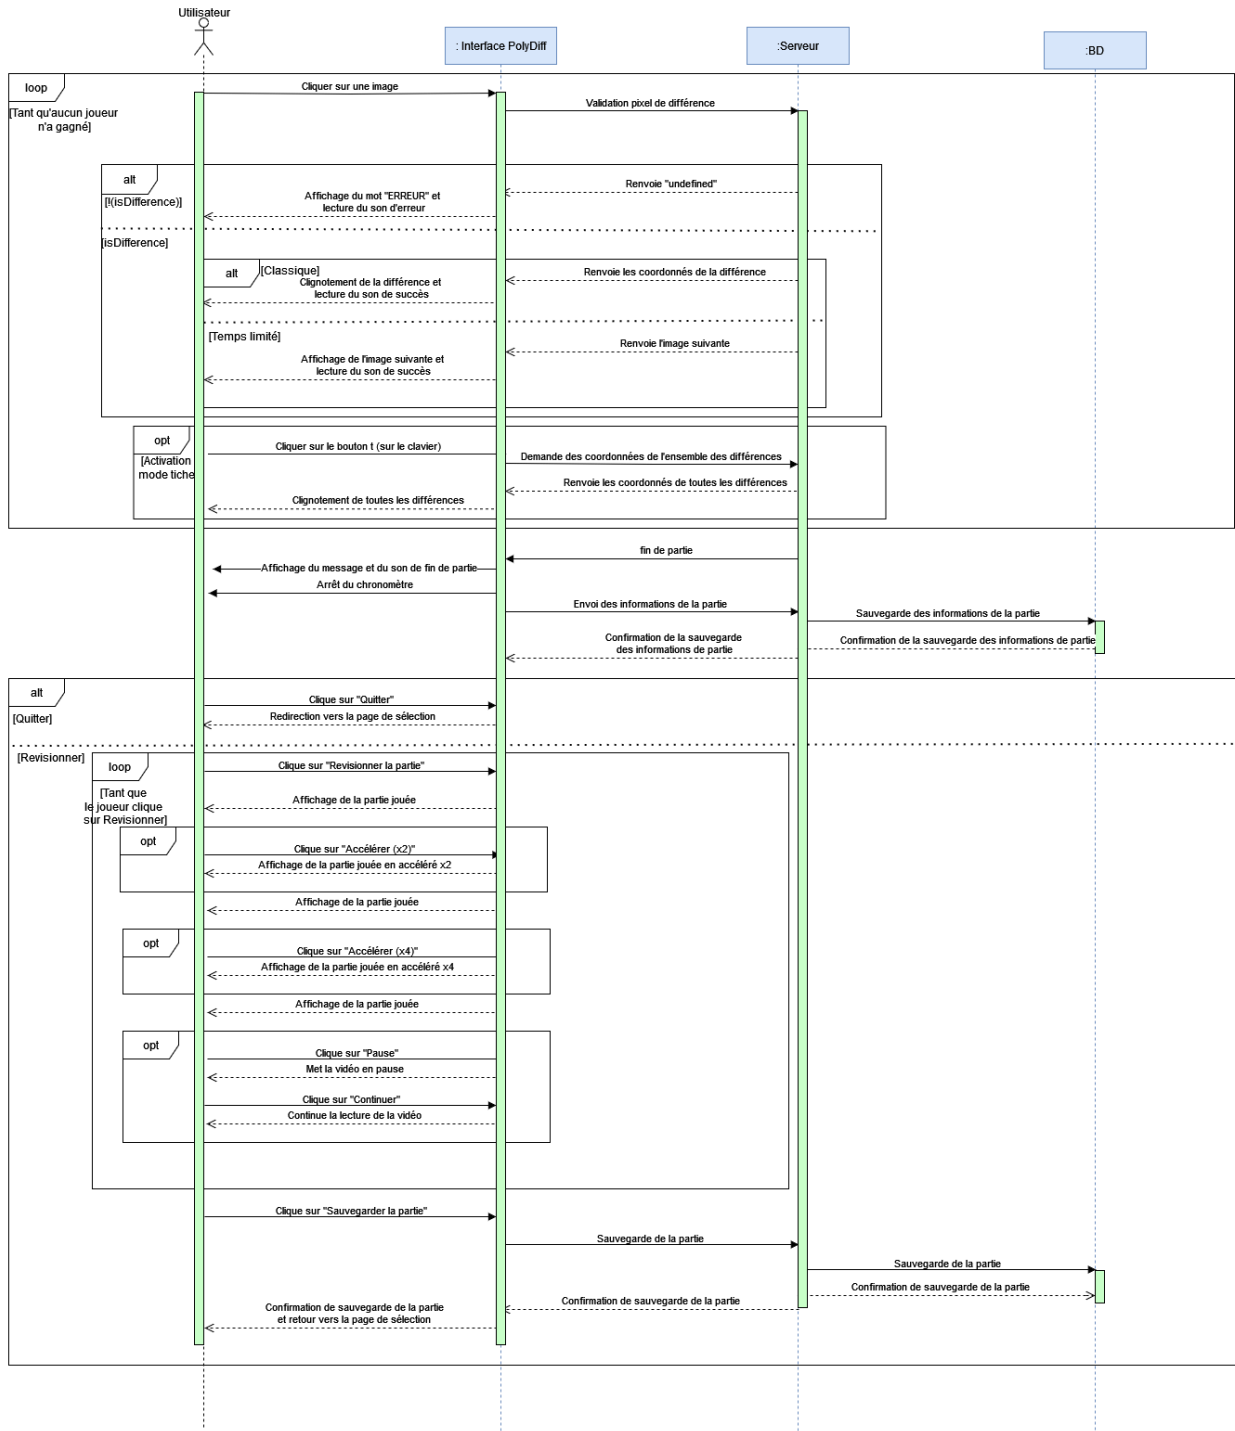 Utilisateur
: Interface PolyDiff
:Serveur
:BD
loop
[Tant qu'aucun joueur
n'a gagné]
Cliquer sur une image
Validation pixel de différence
alt
[!(isDifference)]
Renvoie "undefined"
Affichage du mot "ERREUR" et
lecture du son d'erreur
[isDifference]
alt
[Classique]
Renvoie les coordonnés de la différence
Clignotement de la différence et
lecture du son de succès
[Temps limité]
Renvoie l'image suivante
Affichage de l'image suivante et
lecture du son de succès
opt
[Activation
mode tiche
Cliquer sur le bouton t (sur le clavier)
Demande des coordonnées de l'ensemble des différences
Renvoie les coordonnés de toutes les différences
Clignotement de toutes les différences
fin de partie
Affichage du message et du son de fin de partie
Arrêt du chronomètre
Envoi des informations de la partie
Sauvegarde des informations de la partie
Confirmation de la sauvegarde des informations de partie
Confirmation de la sauvegarde
des informations de partie
alt
[Quitter]
Clique sur "Quitter"
Redirection vers la page de sélection
[Revisionner]
loop
[Tant que
le joueur clique
sur Revisionner]
Clique sur "Revisionner la partie"
Affichage de la partie jouée
opt
Clique sur "Accélérer (x2)"
Affichage de la partie jouée en accéléré x2
Affichage de la partie jouée
opt
Clique sur "Accélérer (x4)"
Affichage de la partie jouée en accéléré x4
Affichage de la partie jouée
opt
Clique sur "Pause"
Met la vidéo en pause
Clique sur "Continuer"
Continue la lecture de la vidéo
Clique sur "Sauvegarder la partie"
Sauvegarde de la partie
Sauvegarde de la partie
Confirmation de sauvegarde de la partie
Confirmation de sauvegarde de la partie
Confirmation de sauvegarde de la partie
et retour vers la page de sélection